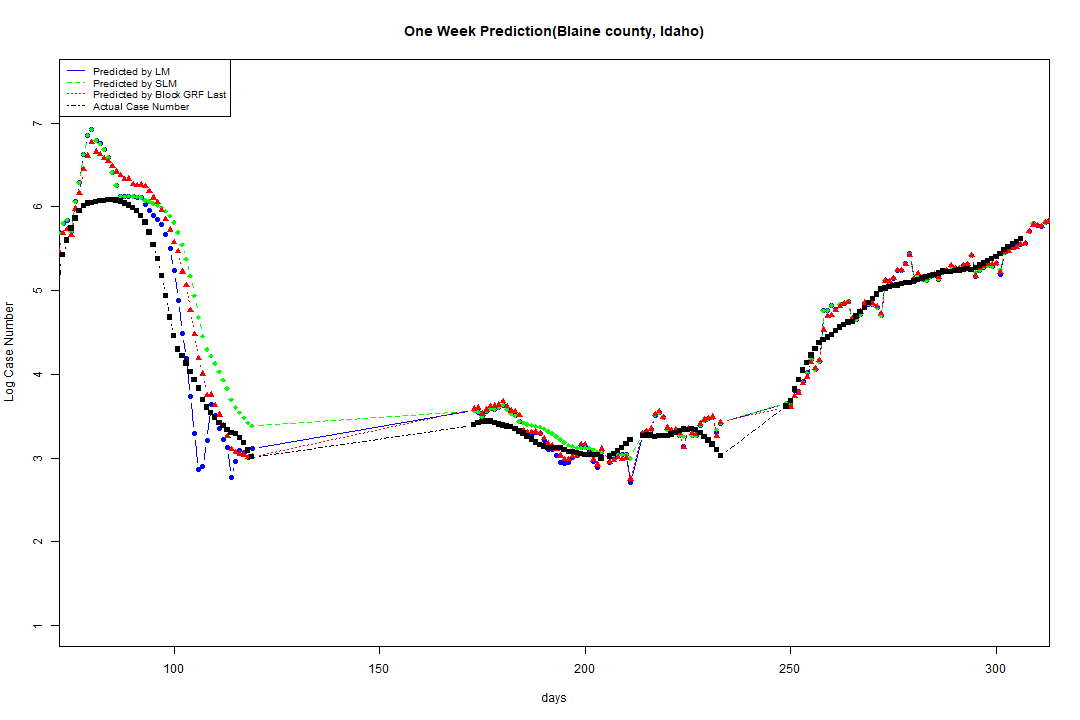 One Week Prediction(Blaine county, Idaho)
Predicted by LM
Predicted by SLM
Predicted by Block GRF Last
Actual Case Number
7
6
5
4
3
2
1
Log Case Number
100
150
200
250
300
days